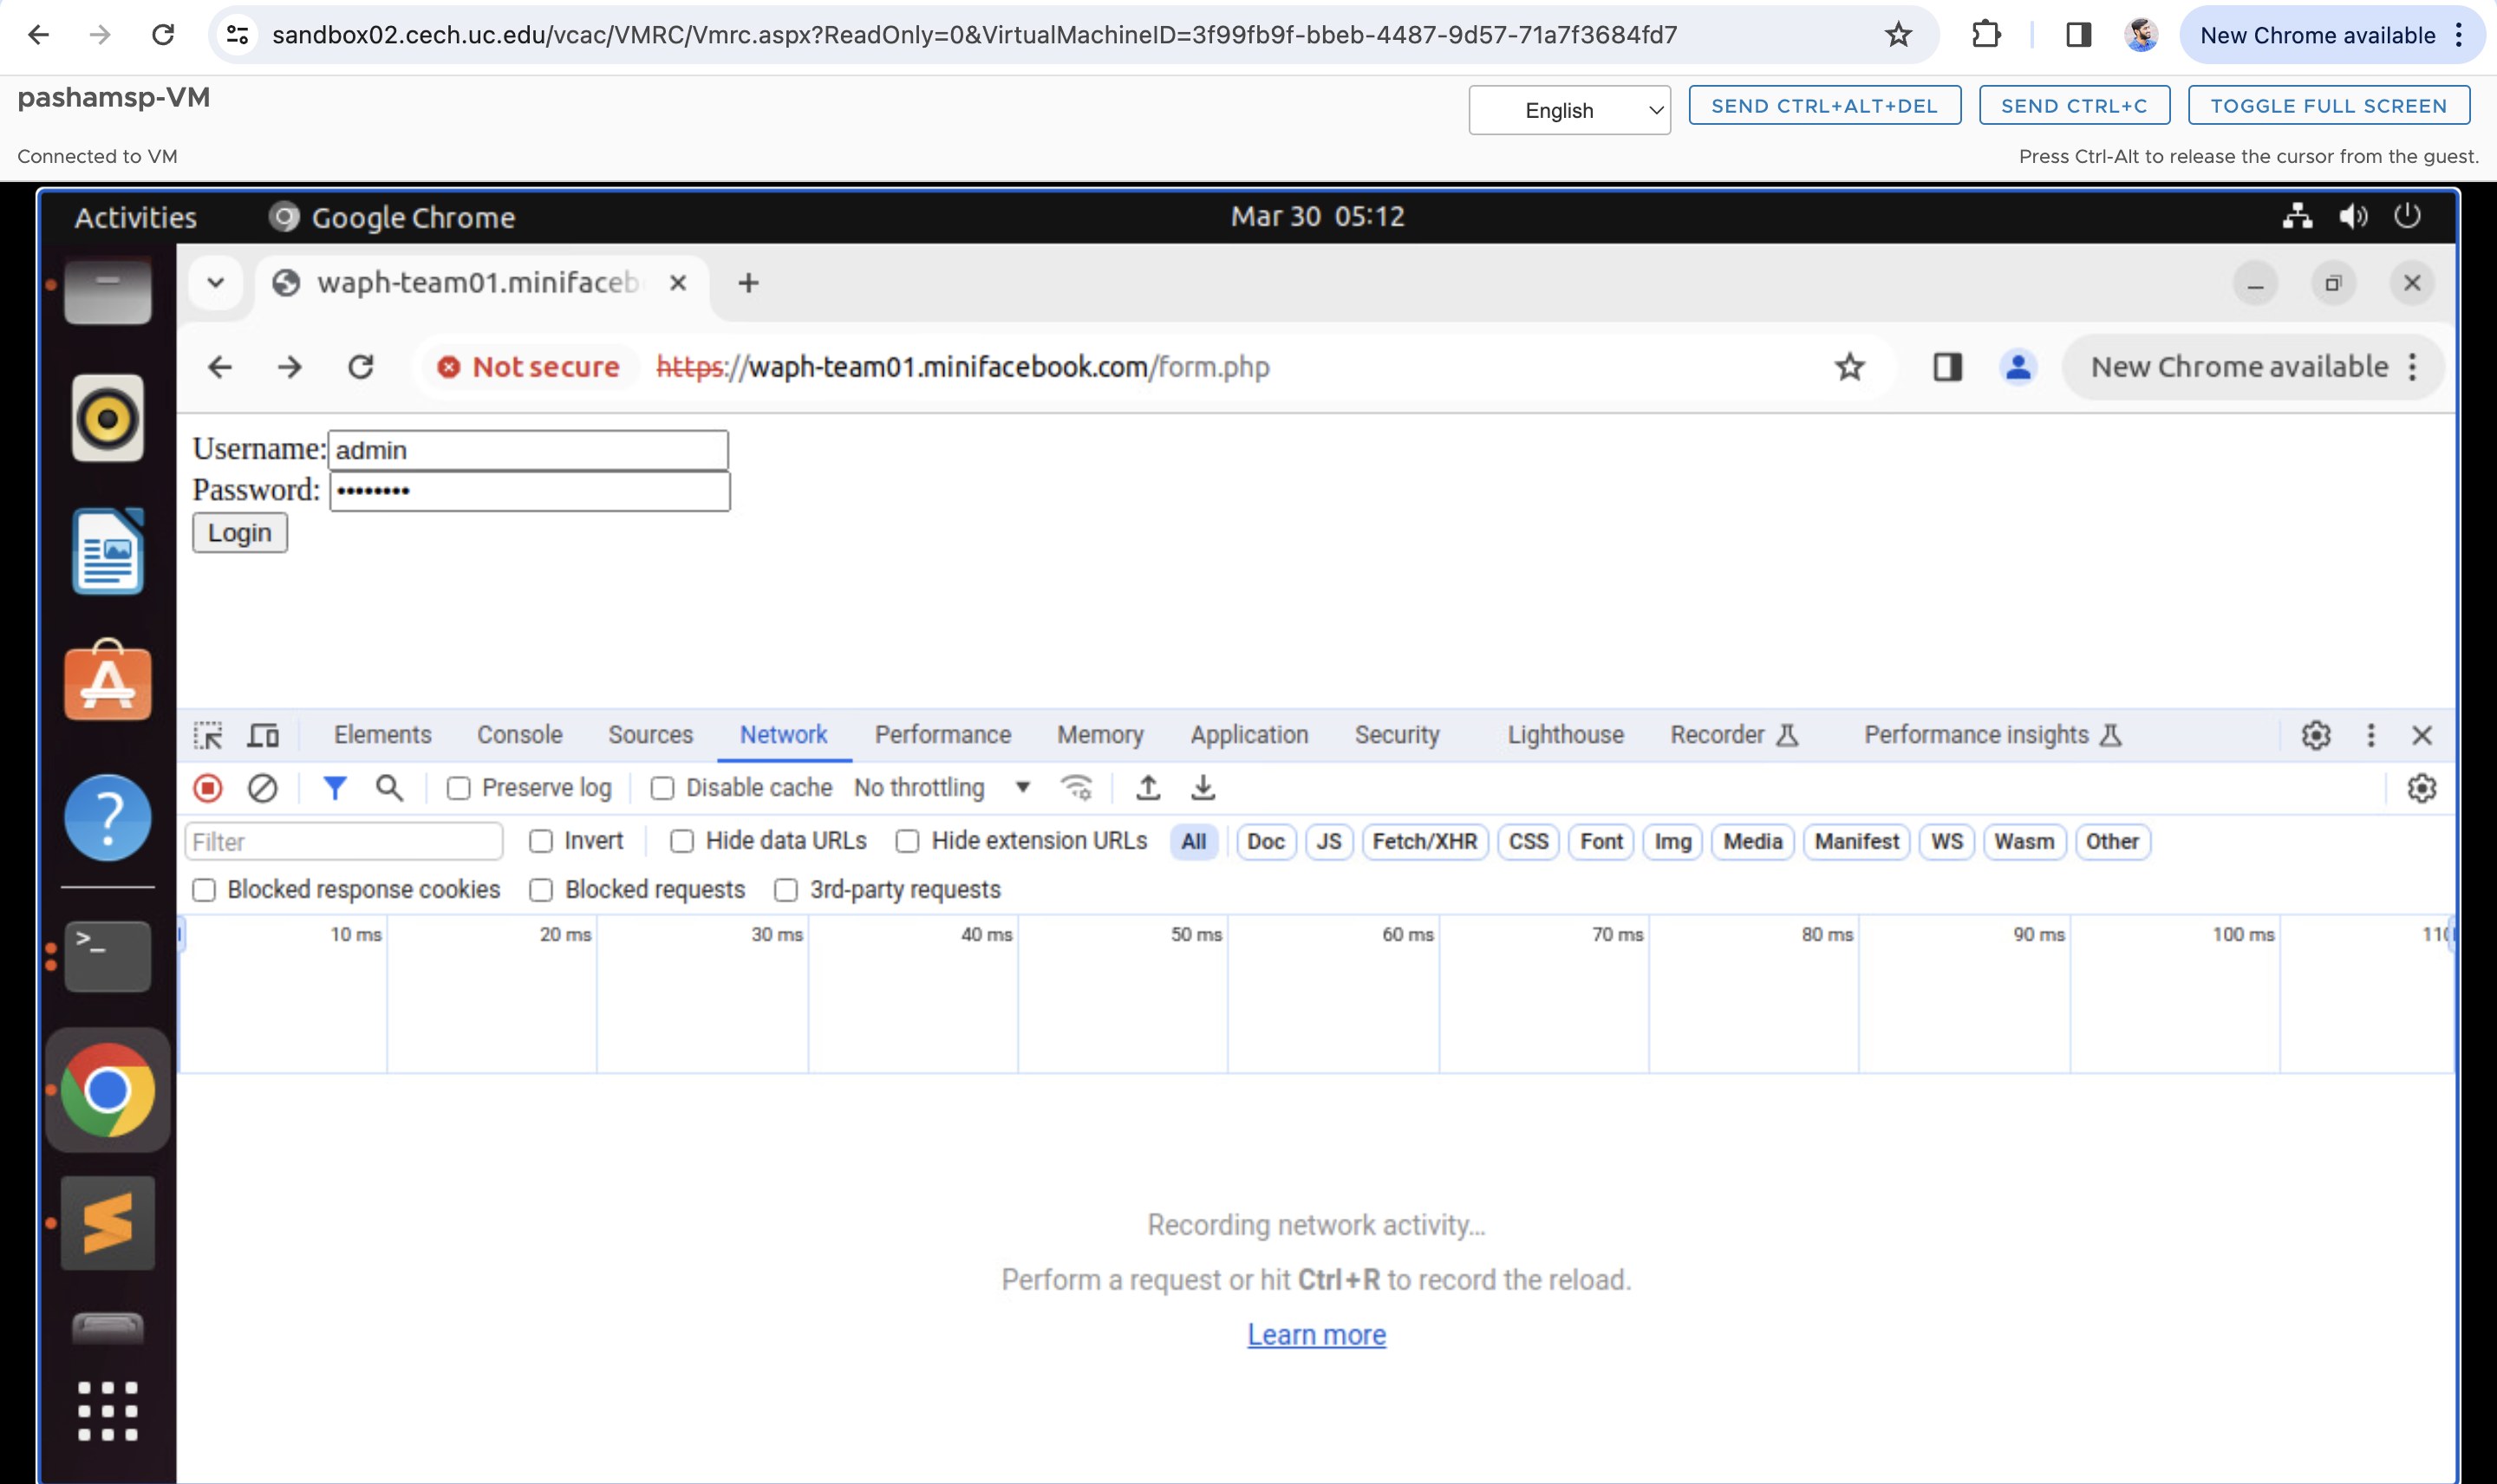 sandbox02.cech.uc.edu/vcac/VMRC/Vmrc.aspx?ReadOnly=0&VirtualMachineID=3f99fb9f-bbeb-4487-9d57-71a7f3684fd7 New Chrome available
pashamsp-VM
English SEND CTRL+ALT+DEL SEND CTRL+C TOGGLE FULL SCREEN
Connected to VM Press Ctrl-Alt to release the cursor from the guest.
Activities Google Chrome Mar 30 05:12
waph-team01.minifaceb
Not secure https://waph-team01.minifacebook.com/form.php New Chrome available
Username: admin
Password: ••••••••
Login
Elements Console Sources Network Performance Memory Application Security Lighthouse Recorder Performance insights
Preserve log Disable cache No throttling
Filter Invert Hide data URLs Hide extension URLs All Doc JS Fetch/XHR CSS Font Img Media Manifest WS Wasm Other
Blocked response cookies Blocked requests 3rd-party requests
10 ms 20 ms 30 ms 40 ms 50 ms 60 ms 70 ms 80 ms 90 ms 100 ms 110
Recording network activity...
Perform a request or hit Ctrl+R to record the reload.
Learn more